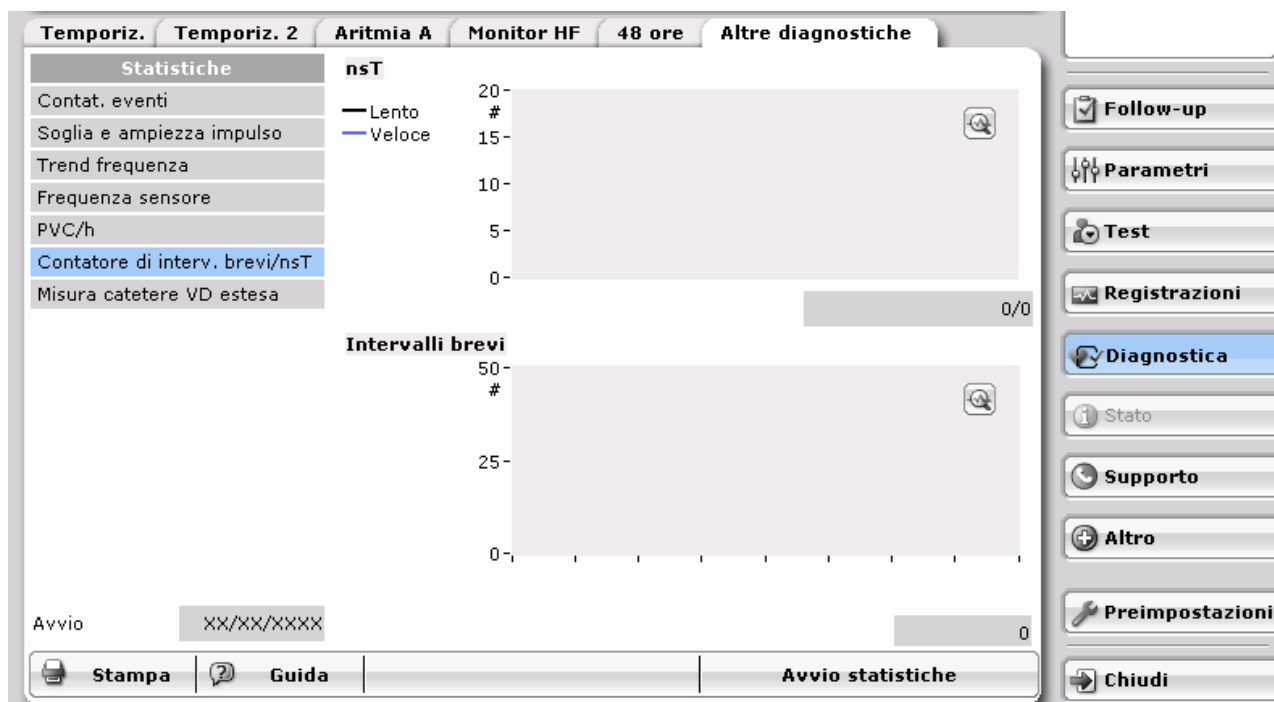 Temporiz. Temporiz. 2 Aritmia A Monitor HF 48 ore Altre diagnostiche
Statistiche
Contat. eventi
Soglia e ampiezza impulso
Trend frequenza
Frequenza sensore
PVC/h
Contatore di interv. brevi/nsT
Misura catetere VD estesa
nsT
Lento
Veloce
20
#
15
10
5
0
0/0
Intervalli brevi
50
#
25
0
Avvio XX/XX/XXXX
0
Stampa Guida Avvio statistiche
Follow-up
Parametri
Test
Registrazioni
Diagnostica
Stato
Supporto
Altro
Preimpostazioni
Chiudi